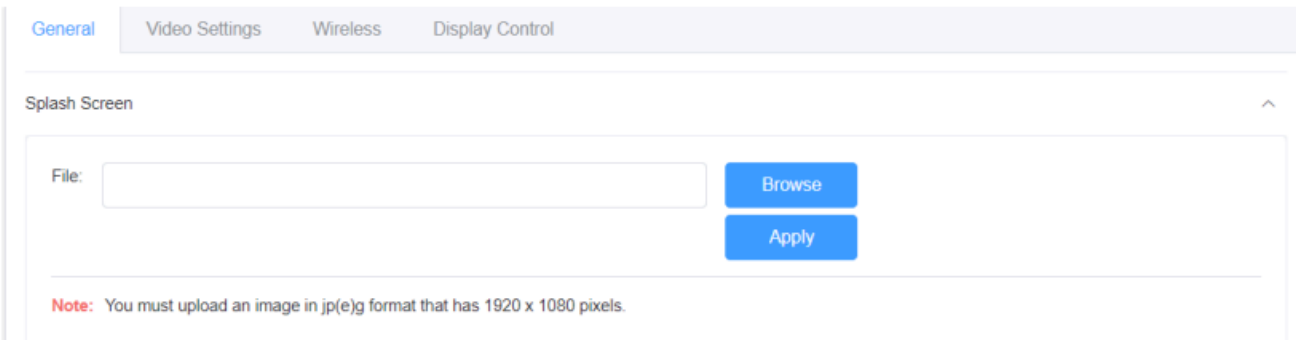 General Video Settings Wireless Display Control
Splash Screen
File: Browse
Apply
Note: You must upload an image in jp(e)g format that has 1920 x 1080 pixels.